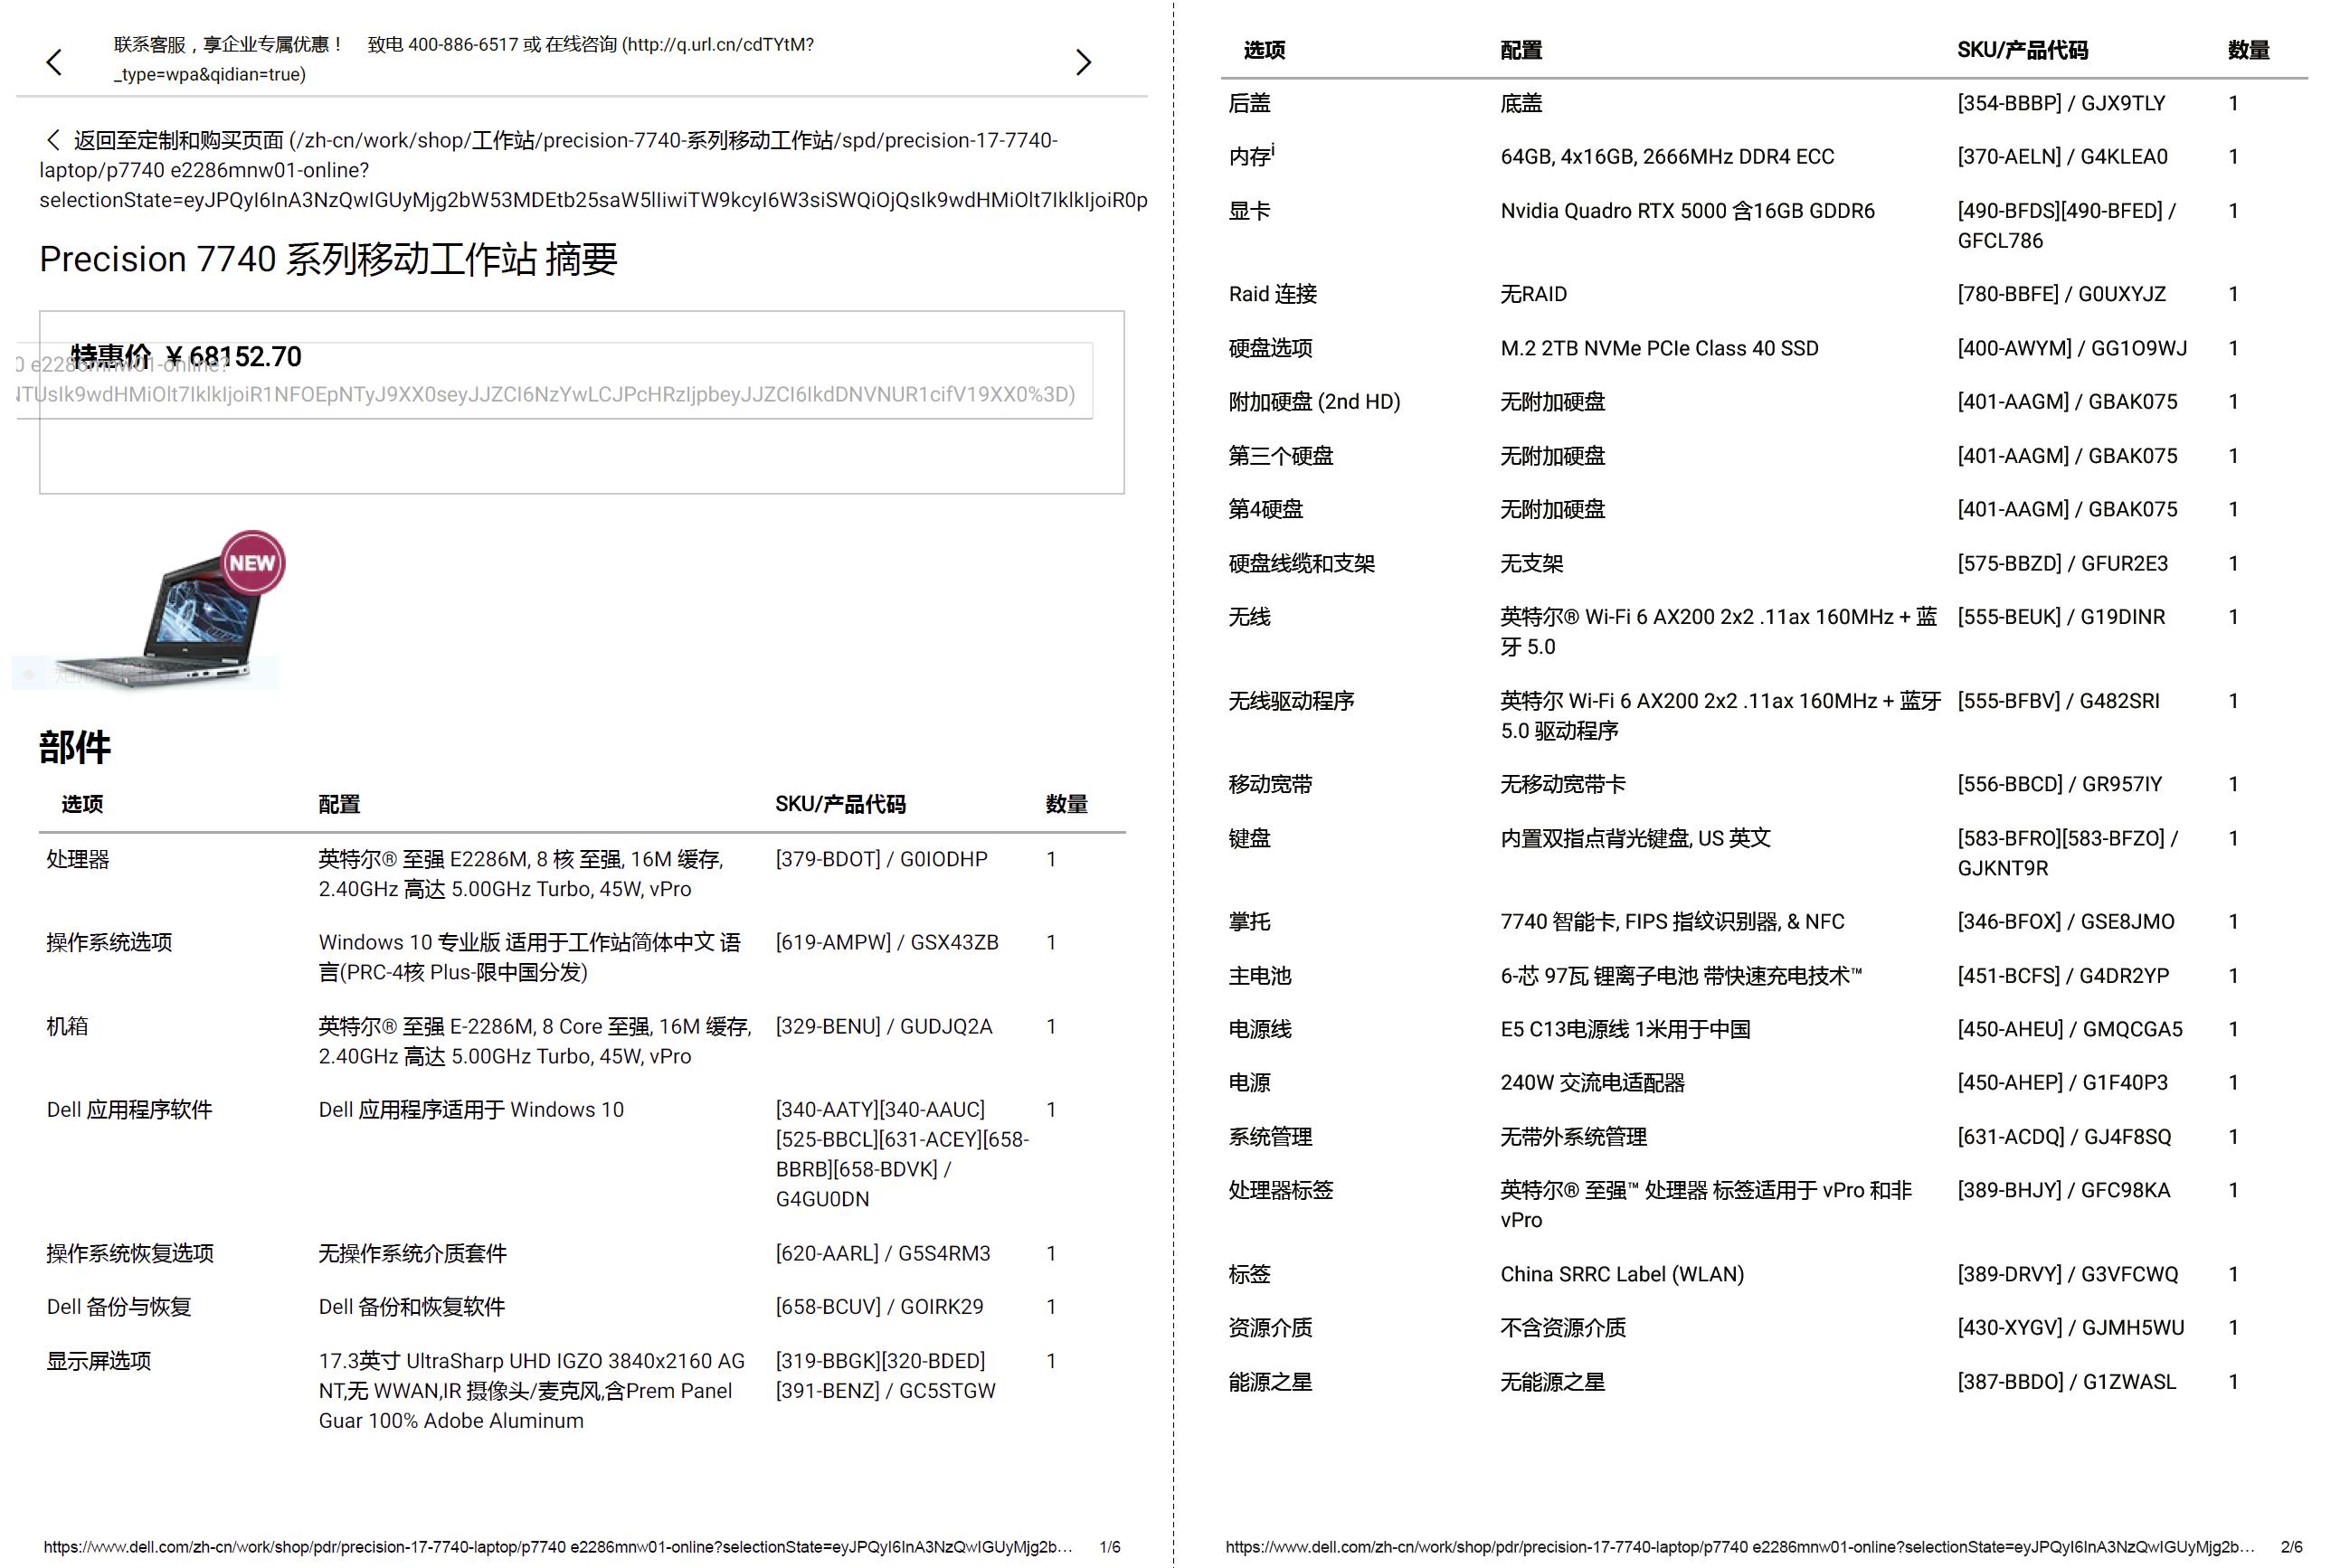 联系客服，享企业专属优惠！ 致电 400-886-6517 或 在线咨询 (http://q.url.cn/cdTYtM?
_type=wpa&qidian=true)
返回至定制和购买页面 (/zh-cn/work/shop/工作站/precision-7740-系列移动工作站/spd/precision-17-7740-
laptop/p7740 e2286mnw01-online?
selectionState=eyJPQyI6InA3NzQwIGUyMjg2bW53MDEtb25saW5lIiwiTW9kcyI6W3siSWQiOjQsIk9wdHMiOlt7IklkIjoiR0p
Precision 7740 系列移动工作站 摘要
特惠价 ￥68152.70
0 e2286mnw01-online?
NTUsIk9wdHMiOlt7IklkIjoiR1NFOEpNTyJ9XX0seyJJZCI6NzYwLCJPcHRzIjpbeyJJZCI6IkdDNVNUR1cifV19XX0%3D)
NEW
部件
选项 配置 SKU/产品代码 数量
处理器 英特尔® 至强 E2286M, 8 核 至强, 16M 缓存, [379-BDOT] / G0IODHP 1
2.40GHz 高达 5.00GHz Turbo, 45W, vPro
操作系统选项 Windows 10 专业版 适用于工作站简体中文 语 [619-AMPW] / GSX43ZB 1
言(PRC-4核 Plus-限中国分发)
机箱 英特尔® 至强 E-2286M, 8 Core 至强, 16M 缓存, [329-BENU] / GUDJQ2A 1
2.40GHz 高达 5.00GHz Turbo, 45W, vPro
Dell 应用程序软件 Dell 应用程序适用于 Windows 10 [340-AATY][340-AAUC] 1
[525-BBCL][631-ACEY][658-
BBRB][658-BDVK] /
G4GU0DN
操作系统恢复选项 无操作系统介质套件 [620-AARL] / G5S4RM3 1
Dell 备份与恢复 Dell 备份和恢复软件 [658-BCUV] / GOIRK29 1
显示屏选项 17.3英寸 UltraSharp UHD IGZO 3840x2160 AG [319-BBGK][320-BDED] 1
NT,无 WWAN,IR 摄像头/麦克风,含Prem Panel [391-BENZ] / GC5STGW
Guar 100% Adobe Aluminum
https://www.dell.com/zh-cn/work/shop/pdr/precision-17-7740-laptop/p7740 e2286mnw01-online?selectionState=eyJPQyI6InA3NzQwIGUyMjg2b… 1/6
选项 配置 SKU/产品代码 数量
后盖 底盖 [354-BBBP] / GJX9TLY 1
内存i 64GB, 4x16GB, 2666MHz DDR4 ECC [370-AELN] / G4KLEA0 1
显卡 Nvidia Quadro RTX 5000 含16GB GDDR6 [490-BFDS][490-BFED] / 1
GFCL786
Raid 连接 无RAID [780-BBFE] / G0UXYJZ 1
硬盘选项 M.2 2TB NVMe PCIe Class 40 SSD [400-AWYM] / GG1O9WJ 1
附加硬盘 (2nd HD) 无附加硬盘 [401-AAGM] / GBAK075 1
第三个硬盘 无附加硬盘 [401-AAGM] / GBAK075 1
第4硬盘 无附加硬盘 [401-AAGM] / GBAK075 1
硬盘线缆和支架 无支架 [575-BBZD] / GFUR2E3 1
无线 英特尔® Wi-Fi 6 AX200 2x2 .11ax 160MHz + 蓝 [555-BEUK] / G19DINR 1
牙 5.0
无线驱动程序 英特尔 Wi-Fi 6 AX200 2x2 .11ax 160MHz + 蓝牙 [555-BFBV] / G482SRI 1
5.0 驱动程序
移动宽带 无移动宽带卡 [556-BBCD] / GR957IY 1
键盘 内置双指点背光键盘, US 英文 [583-BFRO][583-BFZO] / 1
GJKNT9R
掌托 7740 智能卡, FIPS 指纹识别器, & NFC [346-BFOX] / GSE8JMO 1
主电池 6-芯 97瓦 锂离子电池 带快速充电技术™ [451-BCFS] / G4DR2YP 1
电源线 E5 C13电源线 1米用于中国 [450-AHEU] / GMQCGA5 1
电源 240W 交流电适配器 [450-AHEP] / G1F40P3 1
系统管理 无带外系统管理 [631-ACDQ] / GJ4F8SQ 1
处理器标签 英特尔® 至强™ 处理器 标签适用于 vPro 和非 [389-BHJY] / GFC98KA 1
vPro
标签 China SRRC Label (WLAN) [389-DRVY] / G3VFCWQ 1
资源介质 不含资源介质 [430-XYGV] / GJMH5WU 1
能源之星 无能源之星 [387-BBDO] / G1ZWASL 1
https://www.dell.com/zh-cn/work/shop/pdr/precision-17-7740-laptop/p7740 e2286mnw01-online?selectionState=eyJPQyI6InA3NzQwIGUyMjg2b… 2/6